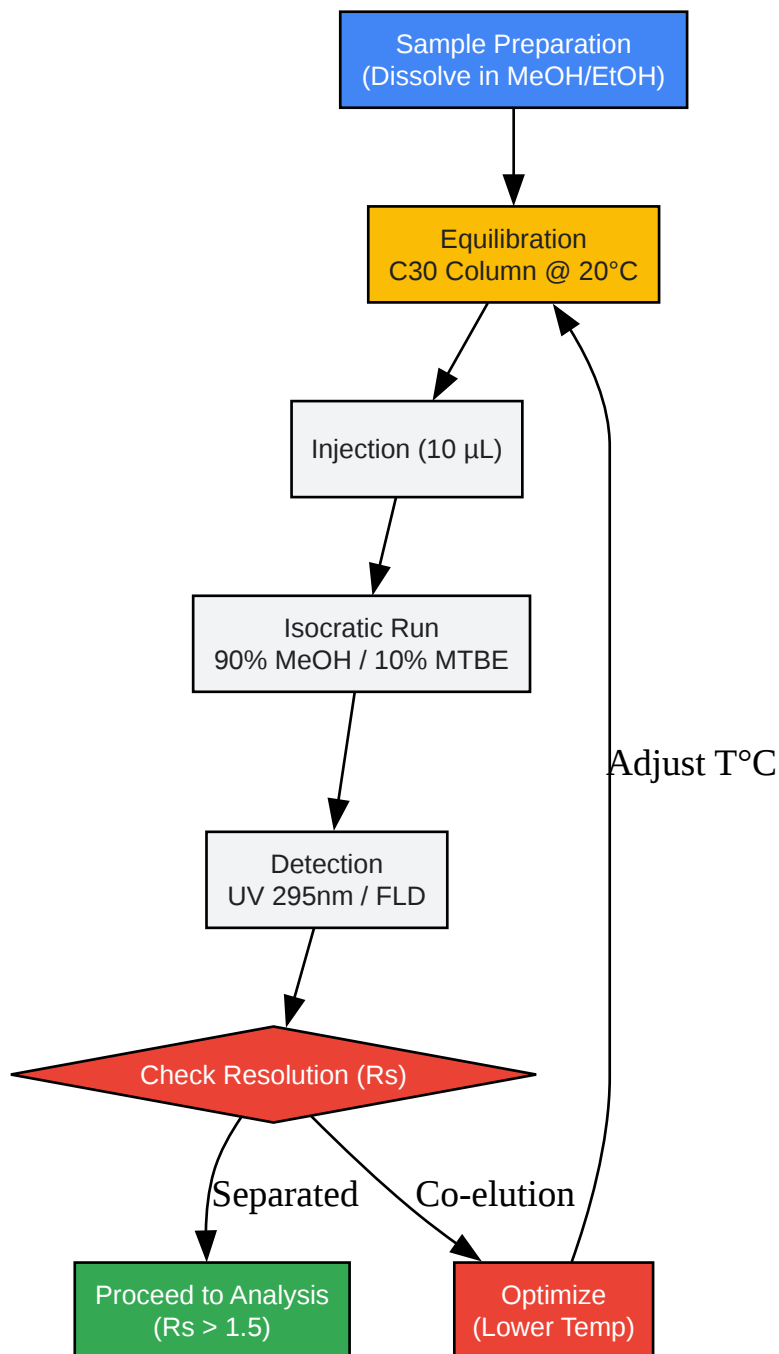 Sample Preparation
(Dissolve in MeOH/EtOH)
Equilibration
C30 Column @ 20°C
Injection (10 µL)
Isocratic Run
90% MeOH / 10% MTBE
Adjust T°C
Detection
UV 295nm / FLD
Check Resolution (Rs)
Separated
Co-elution
Proceed to Analysis
(Rs > 1.5)
Optimize
(Lower Temp)